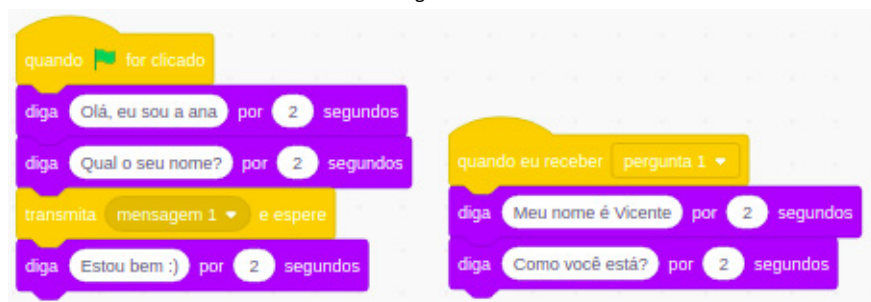 quando for clicado
diga Olá, eu sou a ana por 2 segundos
diga Qual o seu nome? por 2 segundos
transmita mensagem 1 e espere
diga Estou bem :) por 2 segundos
quando eu receber pergunta 1
diga Meu nome é Vicente por 2 segundos
diga Como você está? por 2 segundos